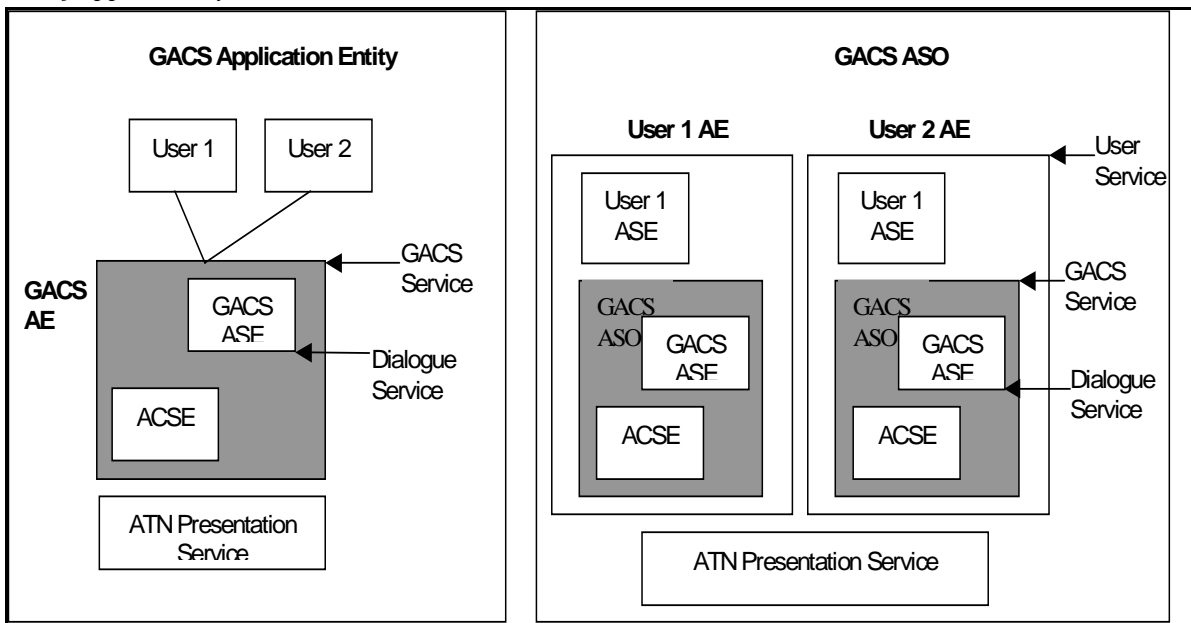 GACS Application Entity
User 1
User 2
GACS
Service
GACS
AE
GACS
ASE
Dialogue
Service
ACSE
ATN Presentation
Service
GACS ASO
User 1 AE
User 2 AE
User
Service
User 1
ASE
User 1
ASE
GACS
Service
GACS
ASO
GACS
ASE
GACS
ASO
GACS
ASE
Dialogue
Service
ACSE
ACSE
ATN Presentation Service